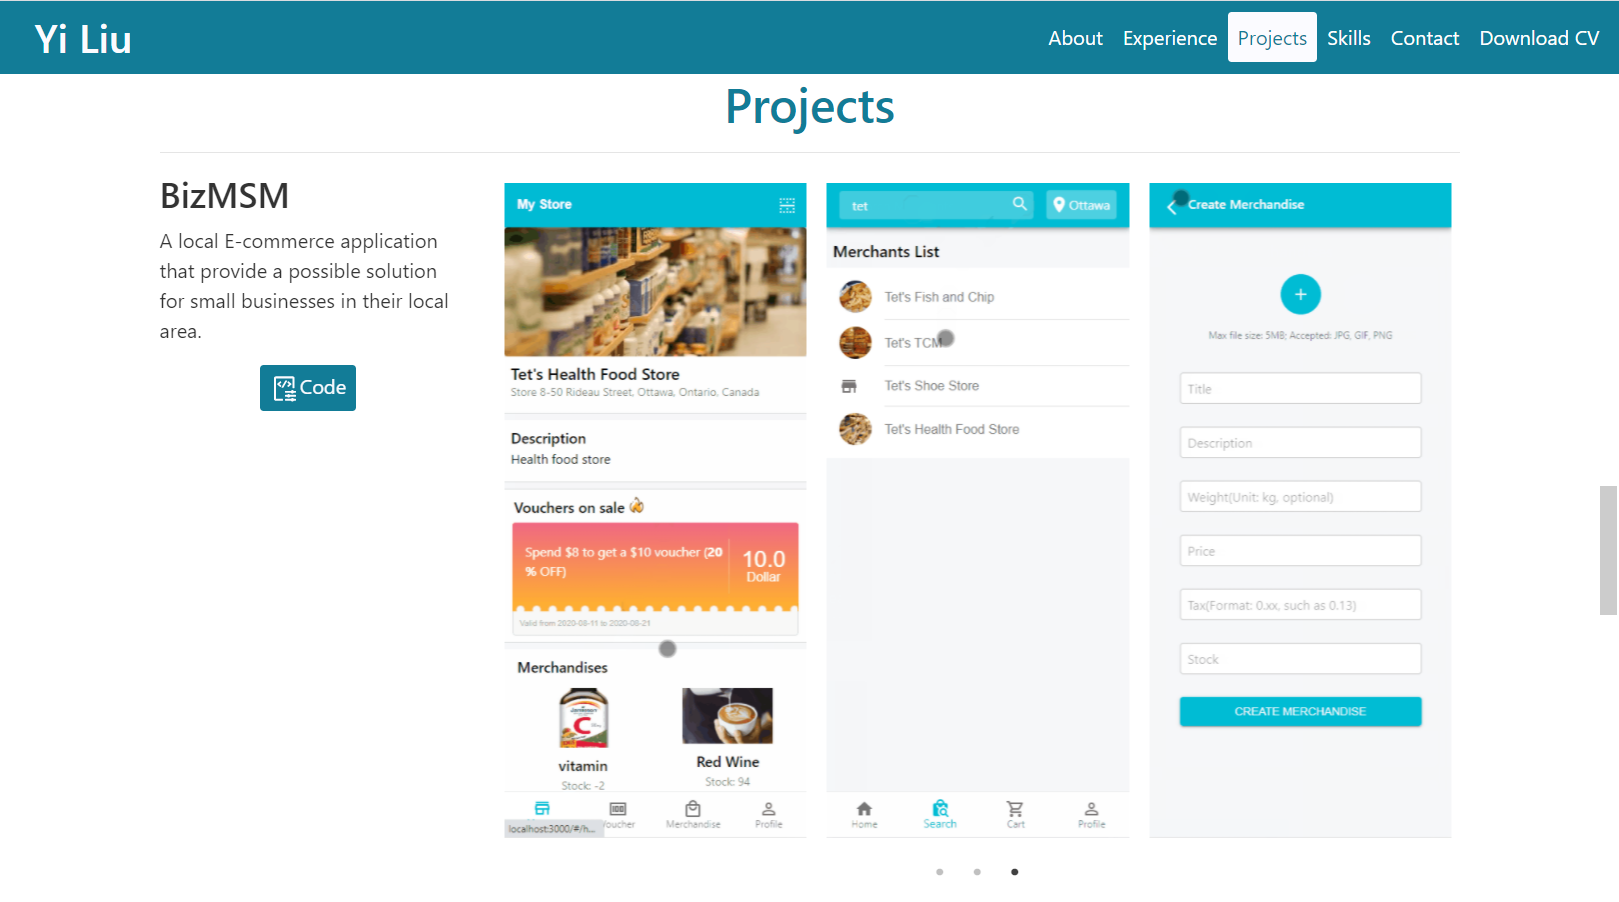 Yi Liu
About Experience Projects Skills Contact Download CV
Projects
BizMSM
A local E-commerce application
that provide a possible solution
for small businesses in their local
area.
Code
My Store
Tet's Health Food Store
Store 8-50 Rideau Street, Ottawa, Ontario, Canada
Description
Health food store
Vouchers on sale
Spend $8 to get a $10 voucher (20
% OFF)
10.0
Dollar
Valid from 2020-08-11 to 2020-08-21
Merchandises
C
vitamin
Stock: -2
Red Wine
Stock: 94
Voucher Merchandise Profile
localhost:3000/#/h...
tet
Ottawa
Merchants List
Tet's Fish and Chip
Tet's TCM
Tet's Shoe Store
Tet's Health Food Store
Home Search Cart Profile
Create Merchandise
Max file size: 5MB; Accepted: JPG, GIF, PNG
Title
Description
Weight(Unit: kg, optional)
Price
Tax(Format: 0.xx, such as 0.13)
Stock
CREATE MERCHANDISE